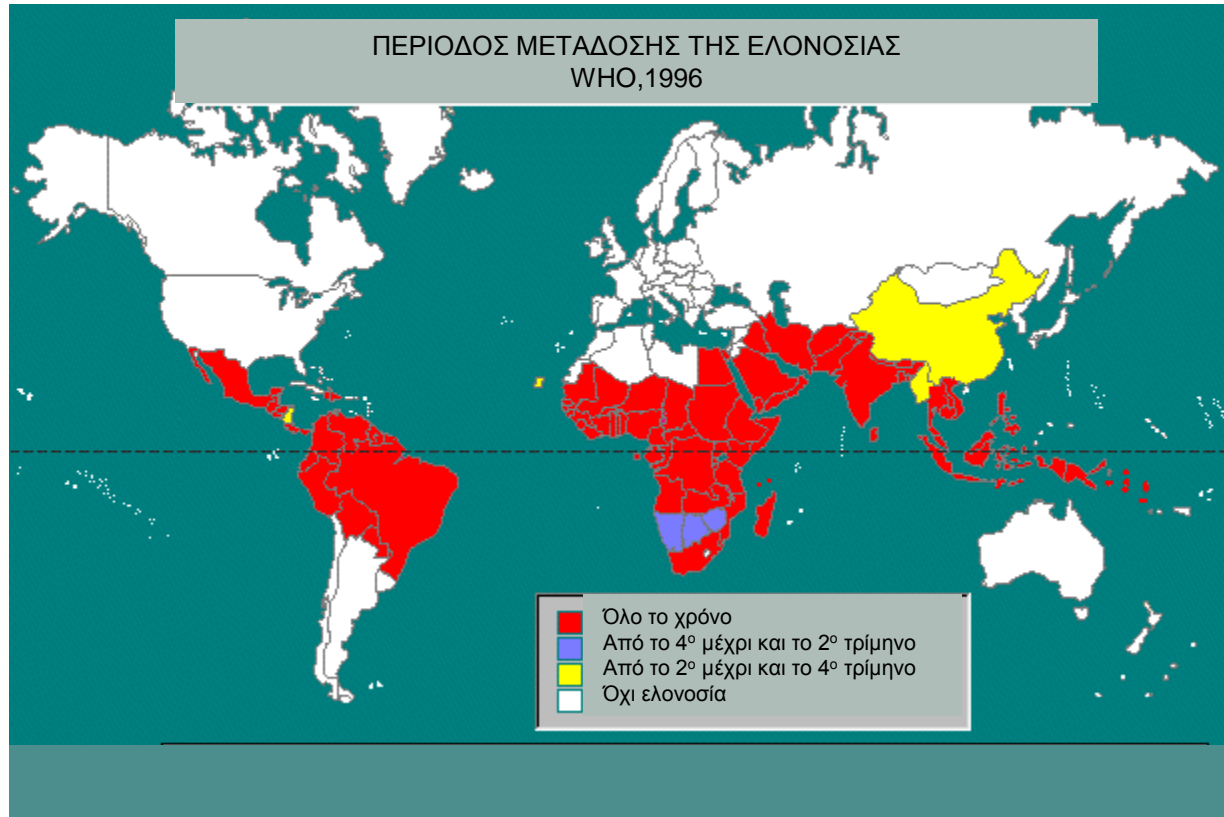 ΠΕΡΙΟΔΟΣ ΜΕΤΑΔΟΣΗΣ ΤΗΣ ΕΛΟΝΟΣΙΑΣ
WHO,1996
Όλο το χρόνο
Από το 4ο μέχρι και το 2ο τρίμηνο
Από το 2ο μέχρι και το 4ο τρίμηνο
Όχι ελονοσία